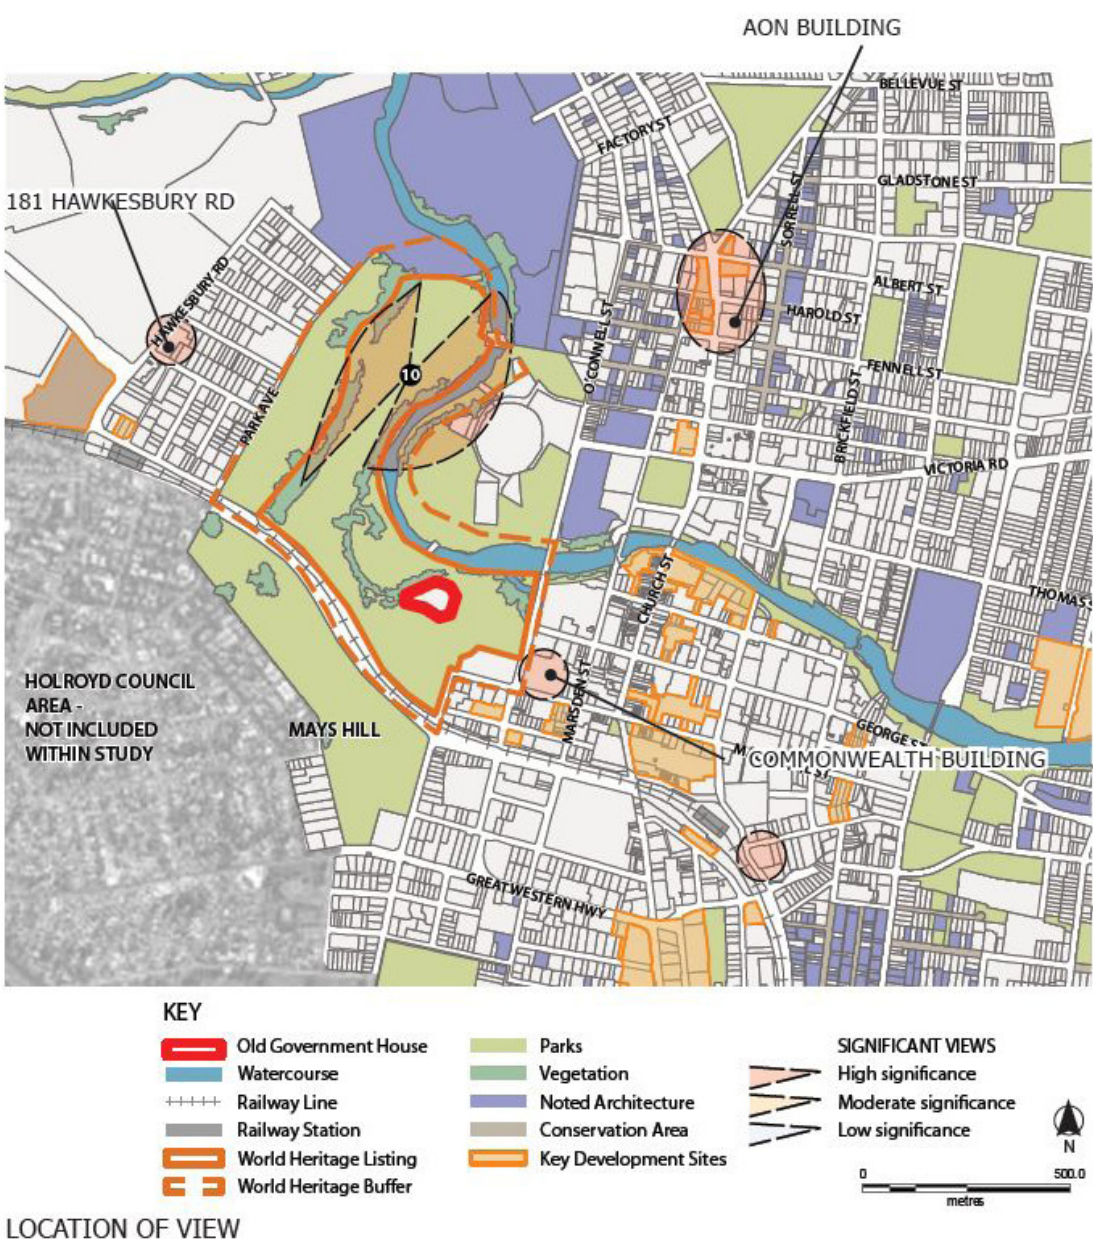 AON BUILDING
BELLEVUE ST
FACTORY ST
GLADSTONE ST
181 HAWKESBURY RD
SORRELL ST
HAWKESBURY RD
ALBERT ST
HAROLD ST
O'CONNELL ST
FENNELL ST
10
PARK AVE
BRICKFIELD ST
VICTORIA RD
CHURCH ST
THOMAS S
HOLROYD COUNCIL
AREA -
NOT INCLUDED
WITHIN STUDY
MAYS HILL
MARSDEN ST
GEORGE ST
COMMONWEALTH BUILDING
GREAT WESTERN HWY
KEY
Old Government House
Watercourse
Railway Line
Railway Station
World Heritage Listing
World Heritage Buffer
Parks
Vegetation
Noted Architecture
Conservation Area
Key Development Sites
SIGNIFICANT VIEWS
High significance
Moderate significance
Low significance
N
0 500.0
metres
LOCATION OF VIEW